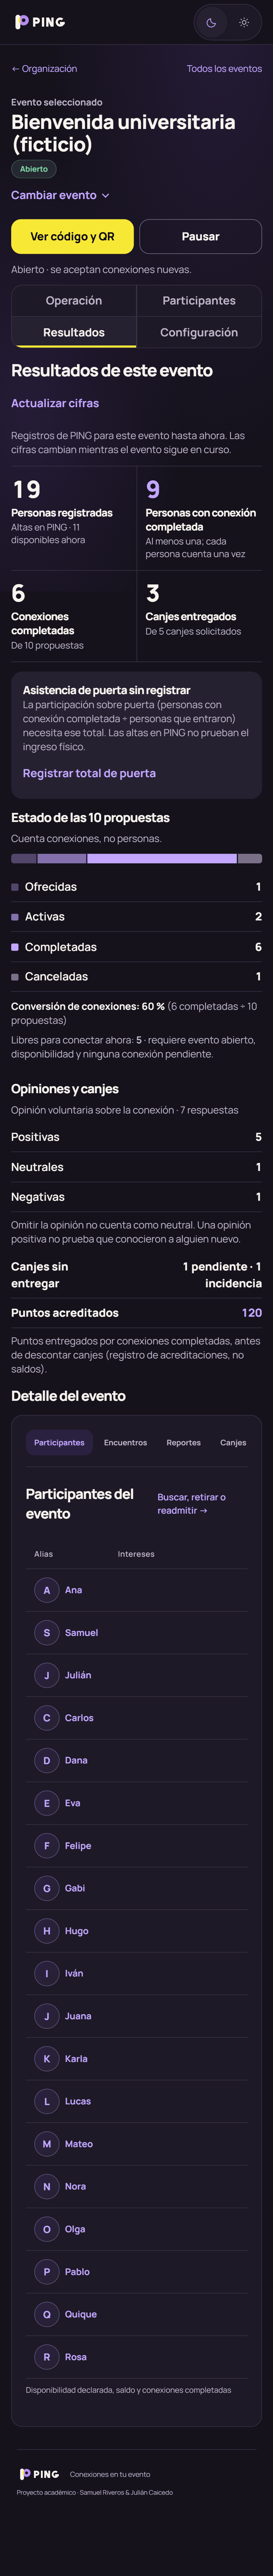 PING
← Organización
Todos los eventos
Evento seleccionado
Bienvenida universitaria
(ficticio)
Abierto
Cambiar evento
Ver código y QR
Pausar
Abierto · se aceptan conexiones nuevas.
Operación
Participantes
Resultados
Configuración
Resultados de este evento
Actualizar cifras
Registros de PING para este evento hasta ahora. Las
cifras cambian mientras el evento sigue en curso.
19
Personas registradas
Altas en PING · 11
disponibles ahora
9
Personas con conexión
completada
Al menos una; cada
persona cuenta una vez
6
Conexiones
completadas
De 10 propuestas
3
Canjes entregados
De 5 canjes solicitados
Asistencia de puerta sin registrar
La participación sobre puerta (personas con
conexión completada ÷ personas que entraron)
necesita ese total. Las altas en PING no prueban el
ingreso físico.
Registrar total de puerta
Estado de las 10 propuestas
Cuenta conexiones, no personas.
Ofrecidas 1
Activas 2
Completadas 6
Canceladas 1
Conversión de conexiones: 60 % (6 completadas ÷ 10
propuestas)
Libres para conectar ahora: 5 · requiere evento abierto,
disponibilidad y ninguna conexión pendiente.
Opiniones y canjes
Opinión voluntaria sobre la conexión · 7 respuestas
Positivas 5
Neutrales 1
Negativas 1
Omitir la opinión no cuenta como neutral. Una opinión
positiva no prueba que conocieron a alguien nuevo.
Canjes sin
entregar
1 pendiente · 1
incidencia
Puntos acreditados 120
Puntos entregados por conexiones completadas, antes
de descontar canjes (registro de acreditaciones, no
saldos).
Detalle del evento
Participantes
Encuentros
Reportes
Canjes
Participantes del
evento
Buscar, retirar o
readmitir →
Alias
Intereses
A Ana
S Samuel
J Julián
C Carlos
D Dana
E Eva
F Felipe
G Gabi
H Hugo
I Iván
J Juana
K Karla
L Lucas
M Mateo
N Nora
O Olga
P Pablo
Q Quique
R Rosa
Disponibilidad declarada, saldo y conexiones completadas
PING
Conexiones en tu evento
Proyecto académico · Samuel Riveros & Julián Caicedo